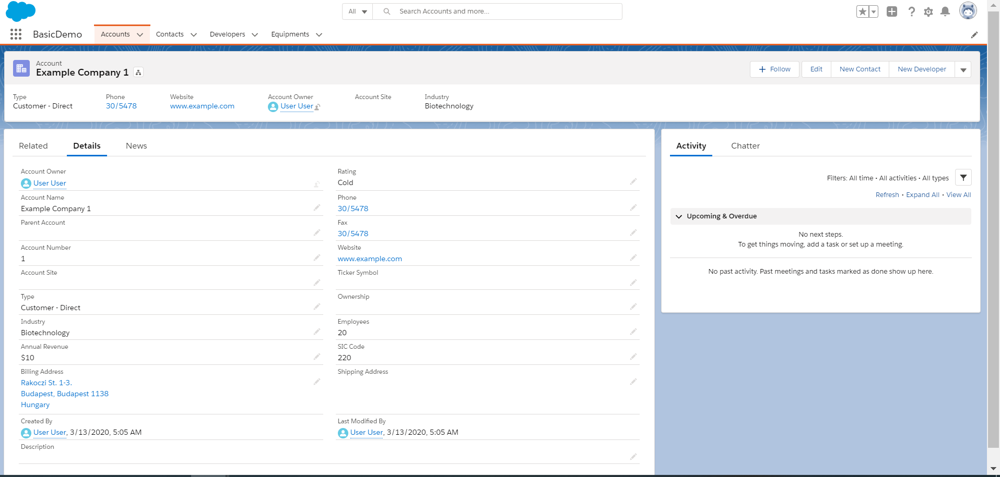 All
Search Accounts and more...
BasicDemo
Accounts
Contacts
Developers
Equipments
Account
Example Company 1
Follow
Edit
New Contact
New Developer
Type
Customer - Direct
Phone
30/5478
Website
www.example.com
Account Owner
User User
Account Site
Industry
Biotechnology
Related
Details
News
Account Owner
User User
Rating
Cold
Account Name
Example Company 1
Phone
30/5478
Parent Account
Fax
30/5478
Account Number
1
Website
www.example.com
Account Site
Ticker Symbol
Type
Customer - Direct
Ownership
Industry
Biotechnology
Employees
20
Annual Revenue
$10
SIC Code
220
Billing Address
Rakoczi St. 1-3.
Budapest, Budapest 1138
Hungary
Shipping Address
Created By
User User, 3/13/2020, 5:05 AM
Last Modified By
User User, 3/13/2020, 5:05 AM
Description
Activity
Chatter
Filters: All time • All activities • All types
Refresh • Expand All • View All
Upcoming & Overdue
No next steps.
To get things moving, add a task or set up a meeting.
No past activity. Past meetings and tasks marked as done show up here.